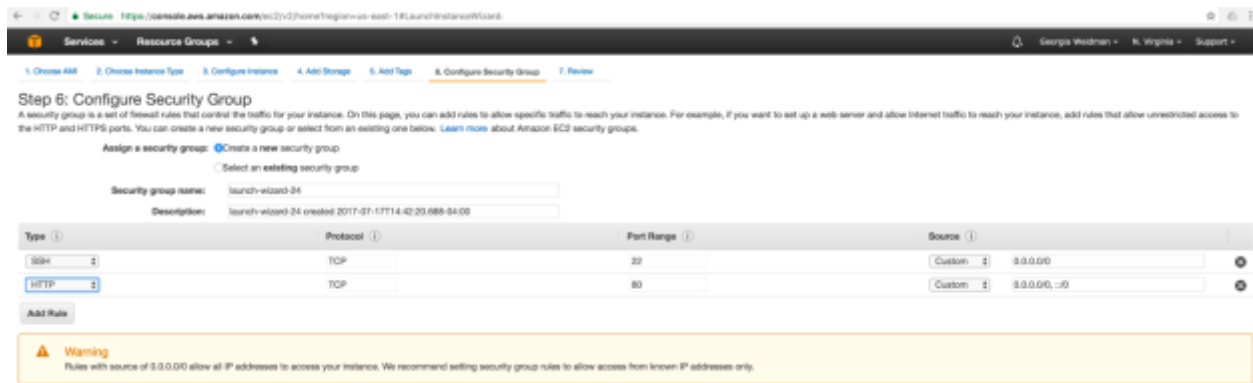 Secure https://console.aws.amazon.com/ec2/v2/home?region=us-east-1#LaunchInstanceWizard:
Services Resource Groups Georgia Weidman N. Virginia Support
1. Choose AMI 2. Choose Instance Type 3. Configure Instance 4. Add Storage 5. Add Tags 6. Configure Security Group 7. Review
Step 6: Configure Security Group
A security group is a set of firewall rules that control the traffic for your instance. On this page, you can add rules to allow specific traffic to reach your instance. For example, if you want to set up a web server and allow Internet traffic to reach your instance, add rules that allow unrestricted access to
the HTTP and HTTPS ports. You can create a new security group or select from an existing one below. Learn more about Amazon EC2 security groups.
Assign a security group: Create a new security group
Select an existing security group
Security group name: launch-wizard-24
Description: launch-wizard-24 created 2017-07-17T14:42:20.688-04:00
Type Protocol Port Range Source
SSH TCP 22 Custom 0.0.0.0/0
HTTP TCP 80 Custom 0.0.0.0/0, ::/0
Add Rule
Warning
Rules with source of 0.0.0.0/0 allow all IP addresses to access your instance. We recommend setting security group rules to allow access from known IP addresses only.